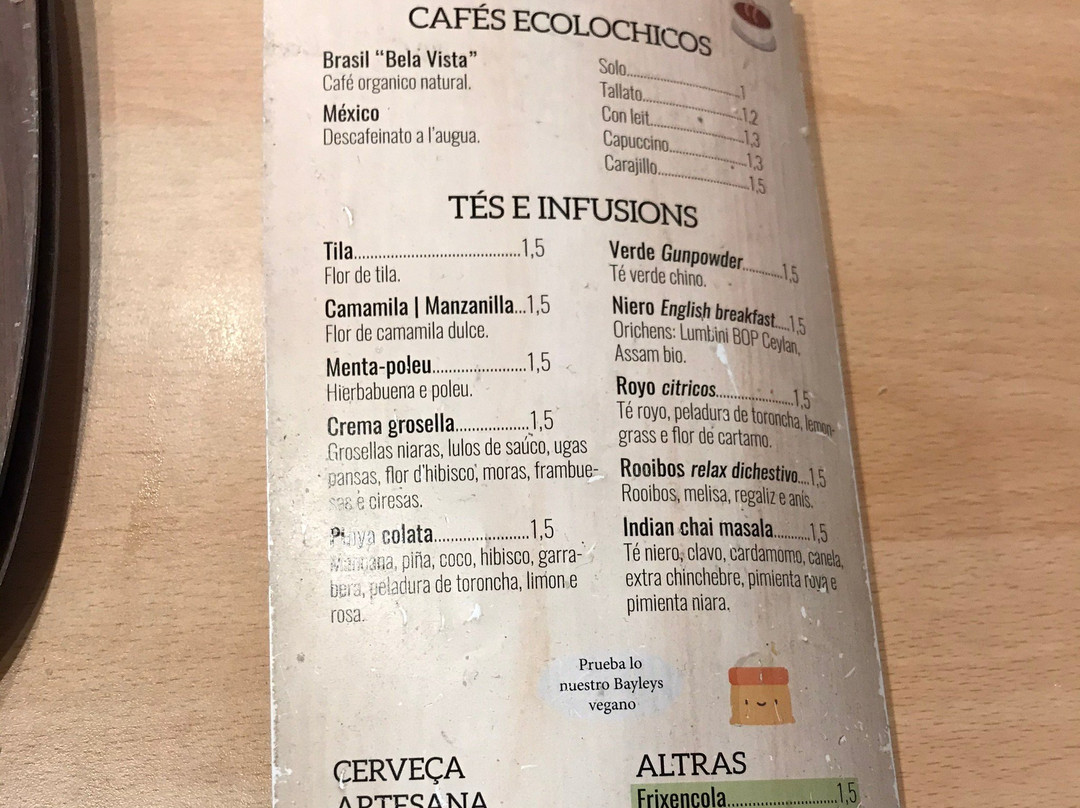 CAFÉS ECOLOCHICOS
Brasil “Bela Vista”
Café organico natural.
México
Descafeinato a l'augua.
Solo..........1
Tallato..........1,2
Con leit..........1,3
Capuccino..........1,3
Carajillo..........1,5
TÉS E INFUSIONS
Tila..........1,5
Flor de tila.
Camamila | Manzanilla...1,5
Flor de camamila dulce.
Menta-poleu..........1,5
Hierbabuena e poleu.
Crema grosella..........1,5
Grosellas niaras, lulos de saúco, ugas
pansas, flor d'hibisco, moras, frambue-
sas e ciresas.
colata..........1,5
piña, coco, hibisco, garra-
bera, peladura de toroncha, limon e
rosa.
Verde Gunpowder..........1,5
Té verde chino.
Niero English breakfast....1,5
Orichens: Lumbini BOP Ceylan,
Assam bio.
Royo citricos..........1,5
Té royo, peladura de toroncha, lemon-
grass e flor de cartamo.
Rooibos relax dichestivo....1,5
Rooibos, melisa, regaliz e anís.
Indian chai masala..........1,5
Té niero, clavo, cardamomo, canela,
extra chinchebre, pimienta roya e
pimienta niara.
Prueba lo
nuestro Bayleys
vegano
CERVEÇA
ARTESANA
ALTRAS
Frixencola..........1,5